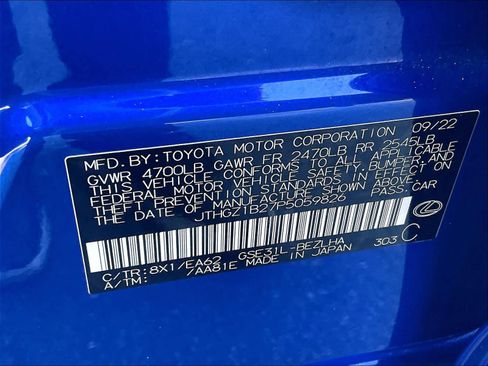 MFD. BY: TOYOTA MOTOR CORPORATION 09/22
GVWR 4700LB GAWR FR 2470LB RR 2545LB
THIS VEHICLE CONFORMS TO ALL APPLICABLE
FEDERAL MOTOR VEHICLE SAFETY, BUMPER, AND
THEFT PREVENTION STANDARDS IN EFFECT ON
THE DATE OF MANUFACTURE SHOWN ABOVE.
JTHGZ1B27P5059826 PASS. CAR
C/TR: 8X1/EA62 GSE31L-BEZLHA 303 C
A/TM: 7AA81E MADE IN JAPAN